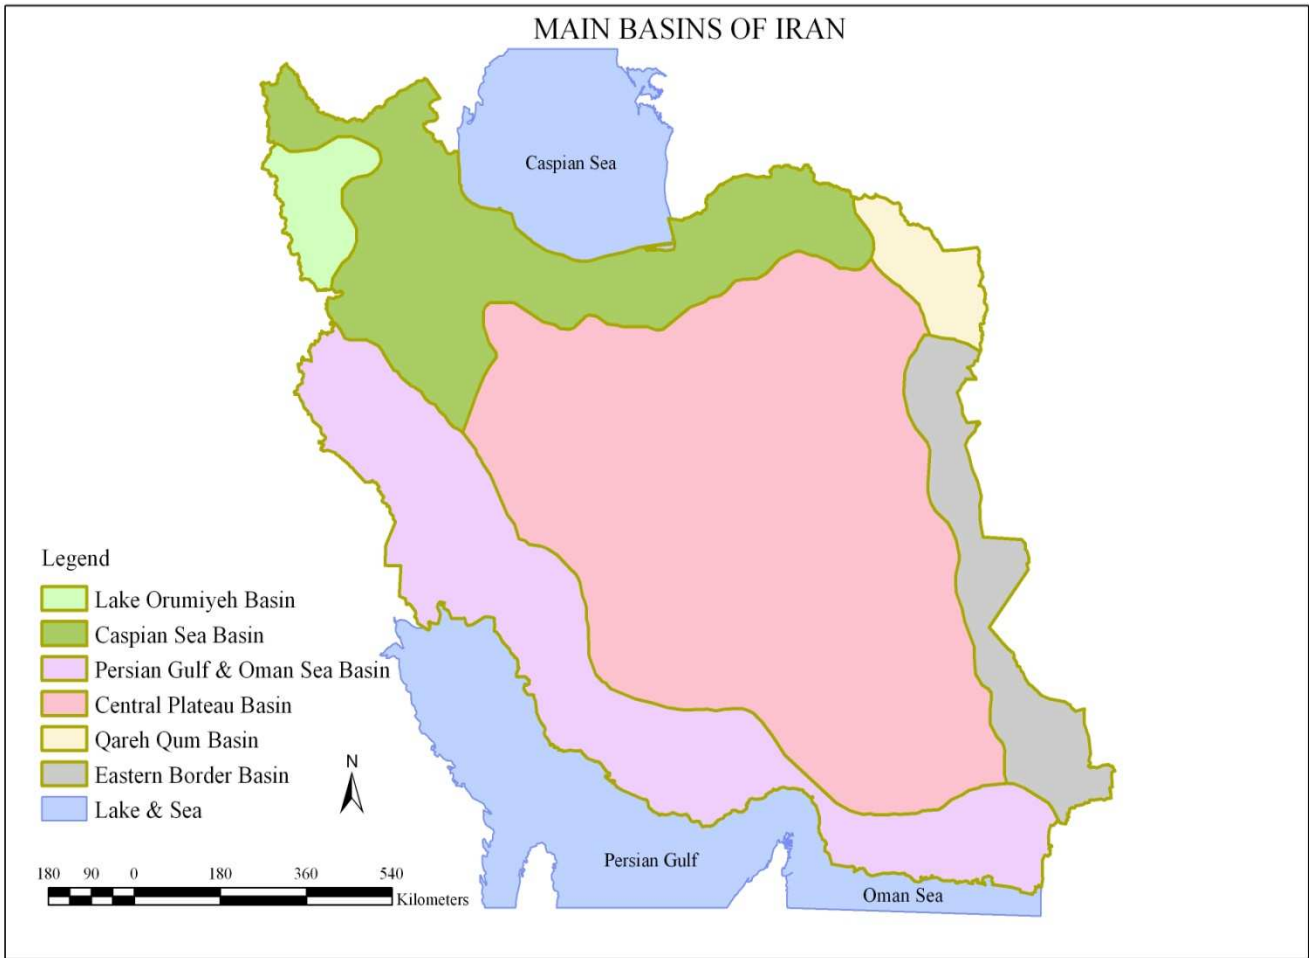 MAIN BASINS OF IRAN
Caspian Sea
Legend
Lake Orumiyeh Basin
Caspian Sea Basin
Persian Gulf & Oman Sea Basin
Central Plateau Basin
Qareh Qum Basin
Eastern Border Basin
Lake & Sea
N
Persian Gulf
Oman Sea
180 90 0 180 360 540
Kilometers